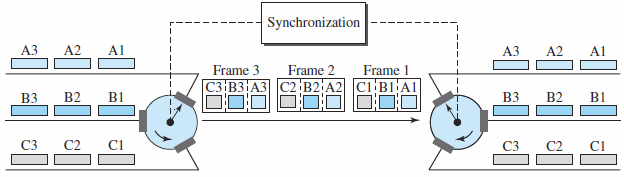 Synchronization
A3 A2 A1
A3 A2 A1
Frame 3 Frame 2 Frame 1
C3 B3 A3 C2 B2 A2 C1 B1 A1
B3 B2 B1
B3 B2 B1
C3 C2 C1
C3 C2 C1